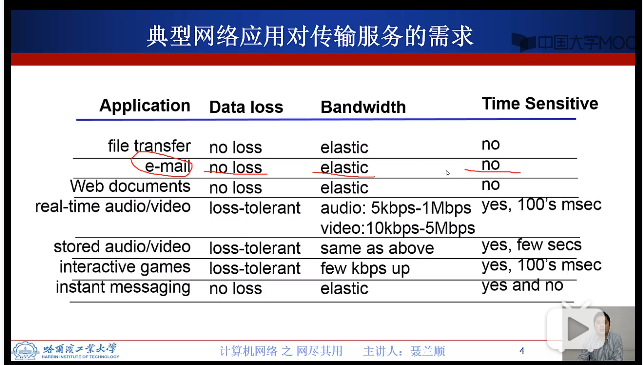 典型网络应用对传输服务的需求
中国大学MOOC
Application Data loss Bandwidth Time Sensitive
file transfer no loss elastic no
e-mail no loss elastic no
Web documents no loss elastic no
real-time audio/video loss-tolerant audio: 5kbps-1Mbps yes, 100's msec
video:10kbps-5Mbps
stored audio/video loss-tolerant same as above yes, few secs
interactive games loss-tolerant few kbps up yes, 100's msec
instant messaging no loss elastic yes and no
哈尔滨工业大学
HARBIN INSTITUTE OF TECHNOLOGY
计算机网络 之 网尽其用 主讲人：聂兰顺 4